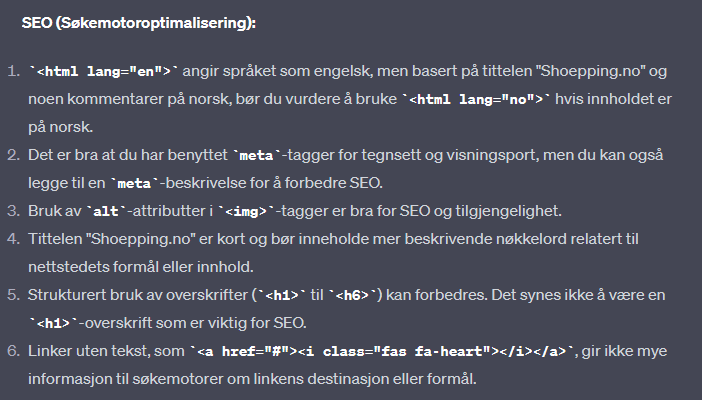 SEO (Søkemotoroptimalisering):
1. `<html lang="en">` angir språket som engelsk, men basert på tittelen "Shoepping.no" og
noen kommentarer på norsk, bør du vurdere å bruke `<html lang="no">` hvis innholdet er
på norsk.
2. Det er bra at du har benyttet `meta`-tagger for tegnsett og visningsport, men du kan også
legge til en `meta`-beskrivelse for å forbedre SEO.
3. Bruk av `alt`-attributter i `<img>`-tagger er bra for SEO og tilgjengelighet.
4. Tittelen "Shoepping.no" er kort og bør inneholde mer beskrivende nøkkelord relatert til
nettstedets formål eller innhold.
5. Strukturert bruk av overskrifter (`<h1>` til `<h6>`) kan forbedres. Det synes ikke å være en
`<h1>`-overskrift som er viktig for SEO.
6. Linker uten tekst, som `<a href="#"><i class="fas fa-heart"></i></a>`, gir ikke mye
informasjon til søkemotorer om linkens destinasjon eller formål.